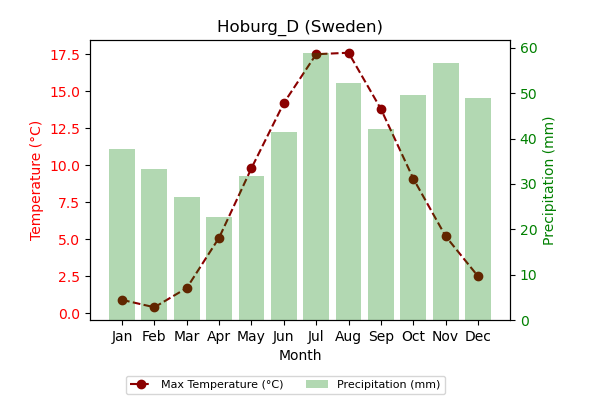 Hoburg_D (Sweden)
Temperature (°C)
17.5
15.0
12.5
10.0
7.5
5.0
2.5
0.0
60
50
40
30
20
10
0
Precipitation (mm)
Jan Feb Mar Apr May Jun Jul Aug Sep Oct Nov Dec
Month
Max Temperature (°C) Precipitation (mm)